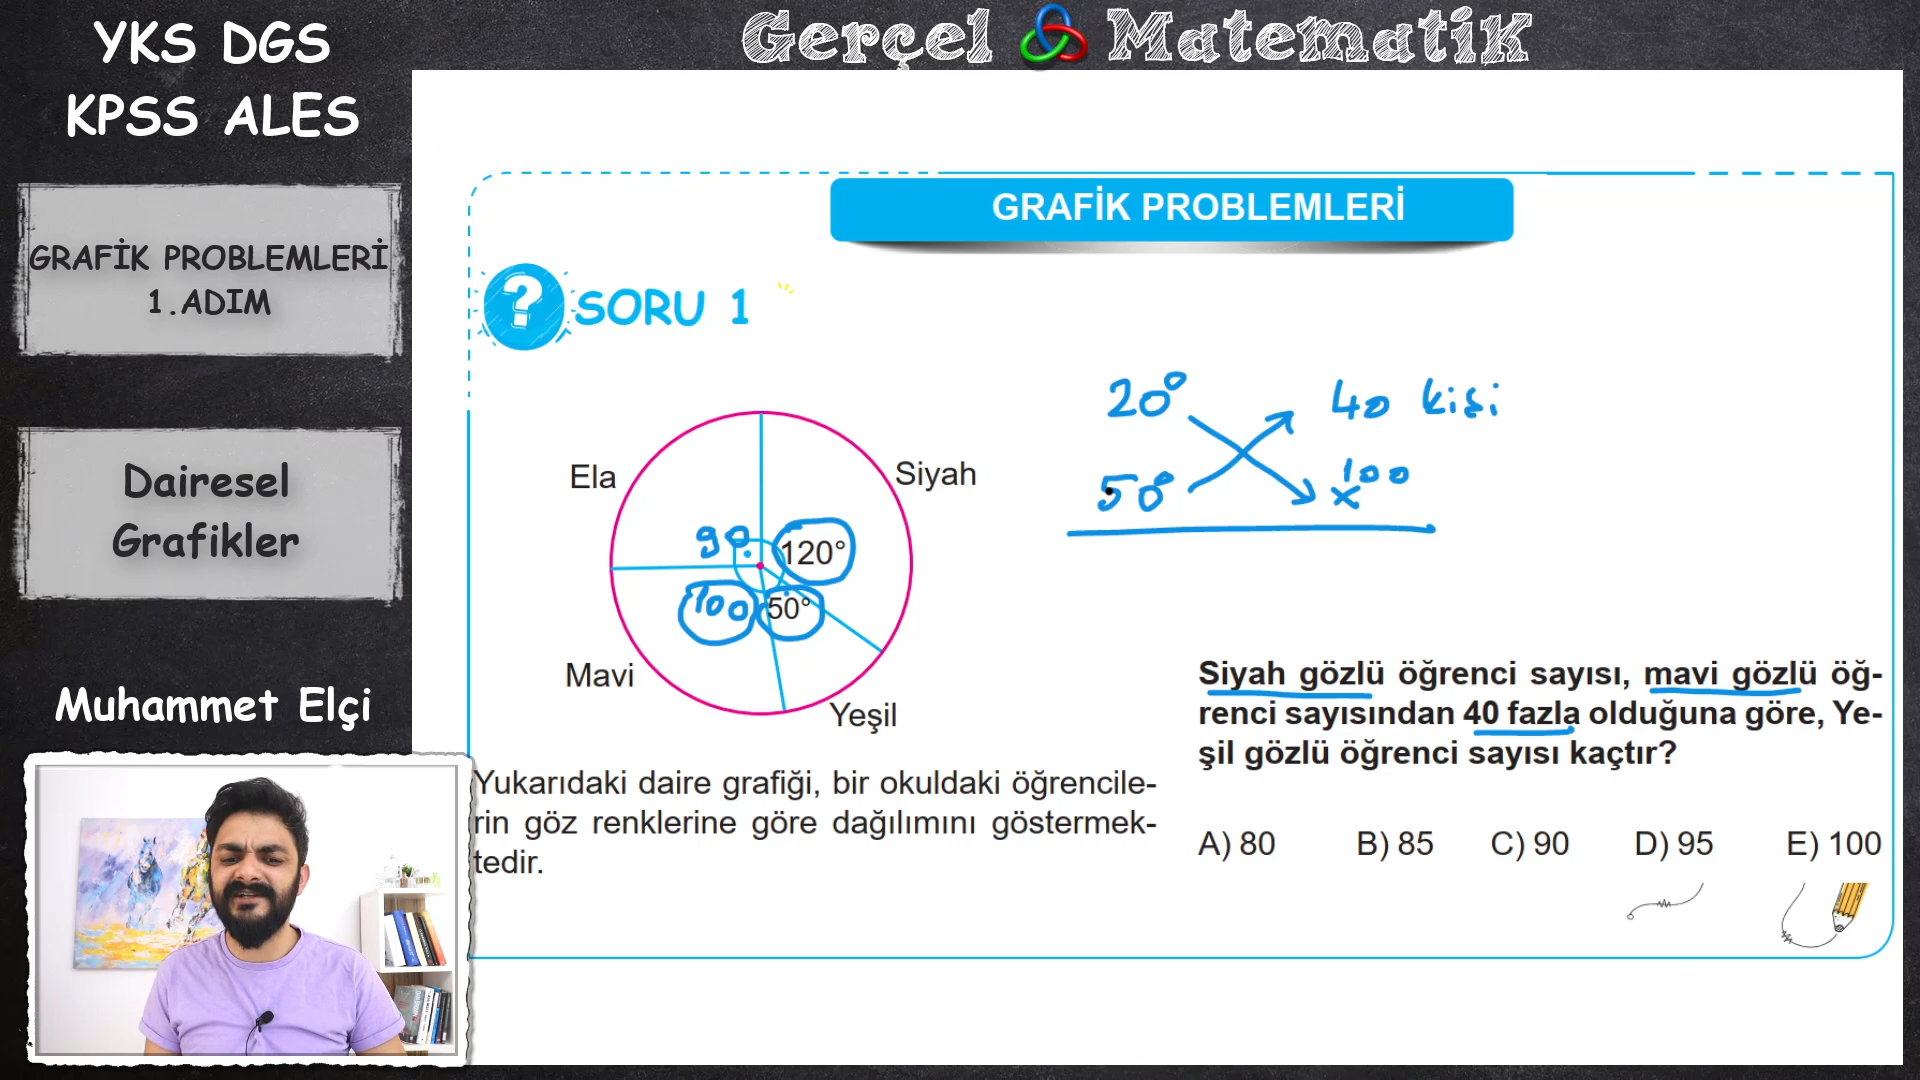 YKS DGS
KPSS ALES
Gerçel Matematik
GRAFİK PROBLEMLERİ
1.ADIM
Dairesel
Grafikler
Muhammet Elçi
GRAFİK PROBLEMLERİ
? SORU 1
Ela
Siyah
90
120°
100
50°
Mavi
Yeşil
20° 40 kişi
50° x 100
Yukarıdaki daire grafiği, bir okuldaki öğrencile-
rin göz renklerine göre dağılımını göstermek-
tedir.
Siyah gözlü öğrenci sayısı, mavi gözlü öğ-
renci sayısından 40 fazla olduğuna göre, Ye-
şil gözlü öğrenci sayısı kaçtır?
A) 80 B) 85 C) 90 D) 95 E) 100